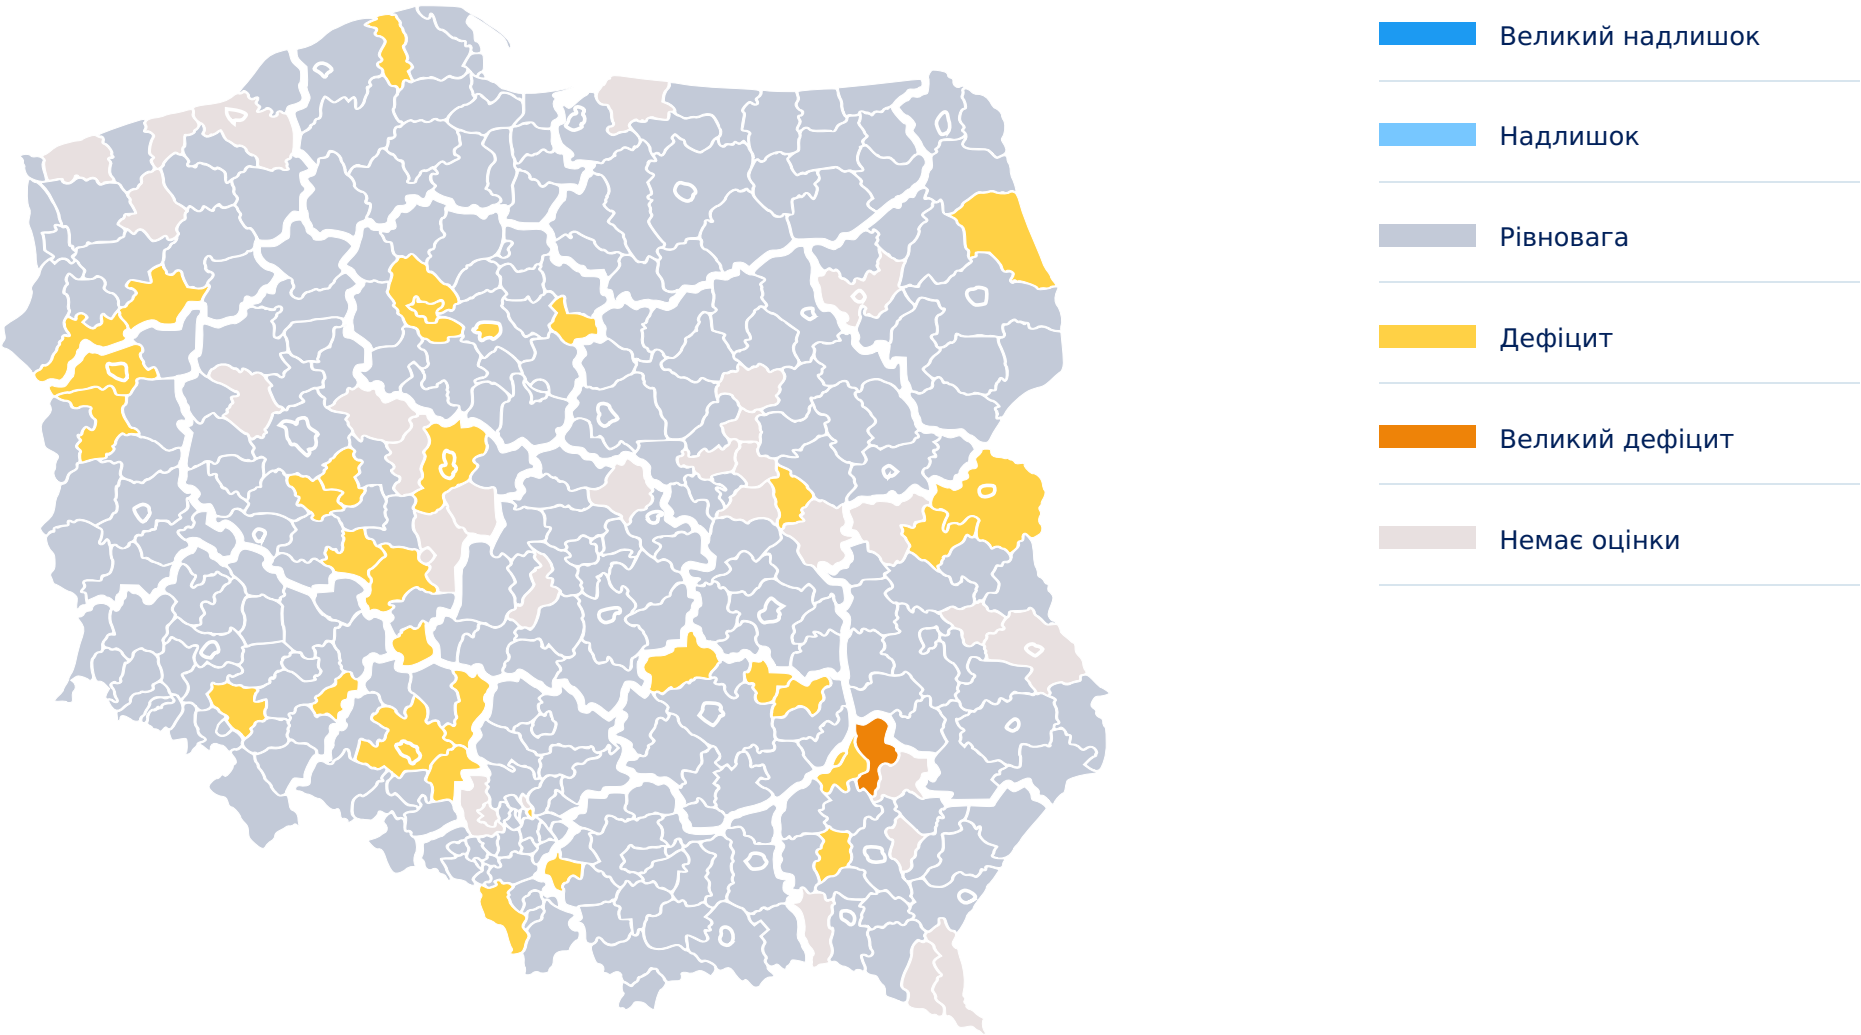 Великий надлишок
Надлишок
Рівновага
Дефіцит
Великий дефіцит
Немає оцінки